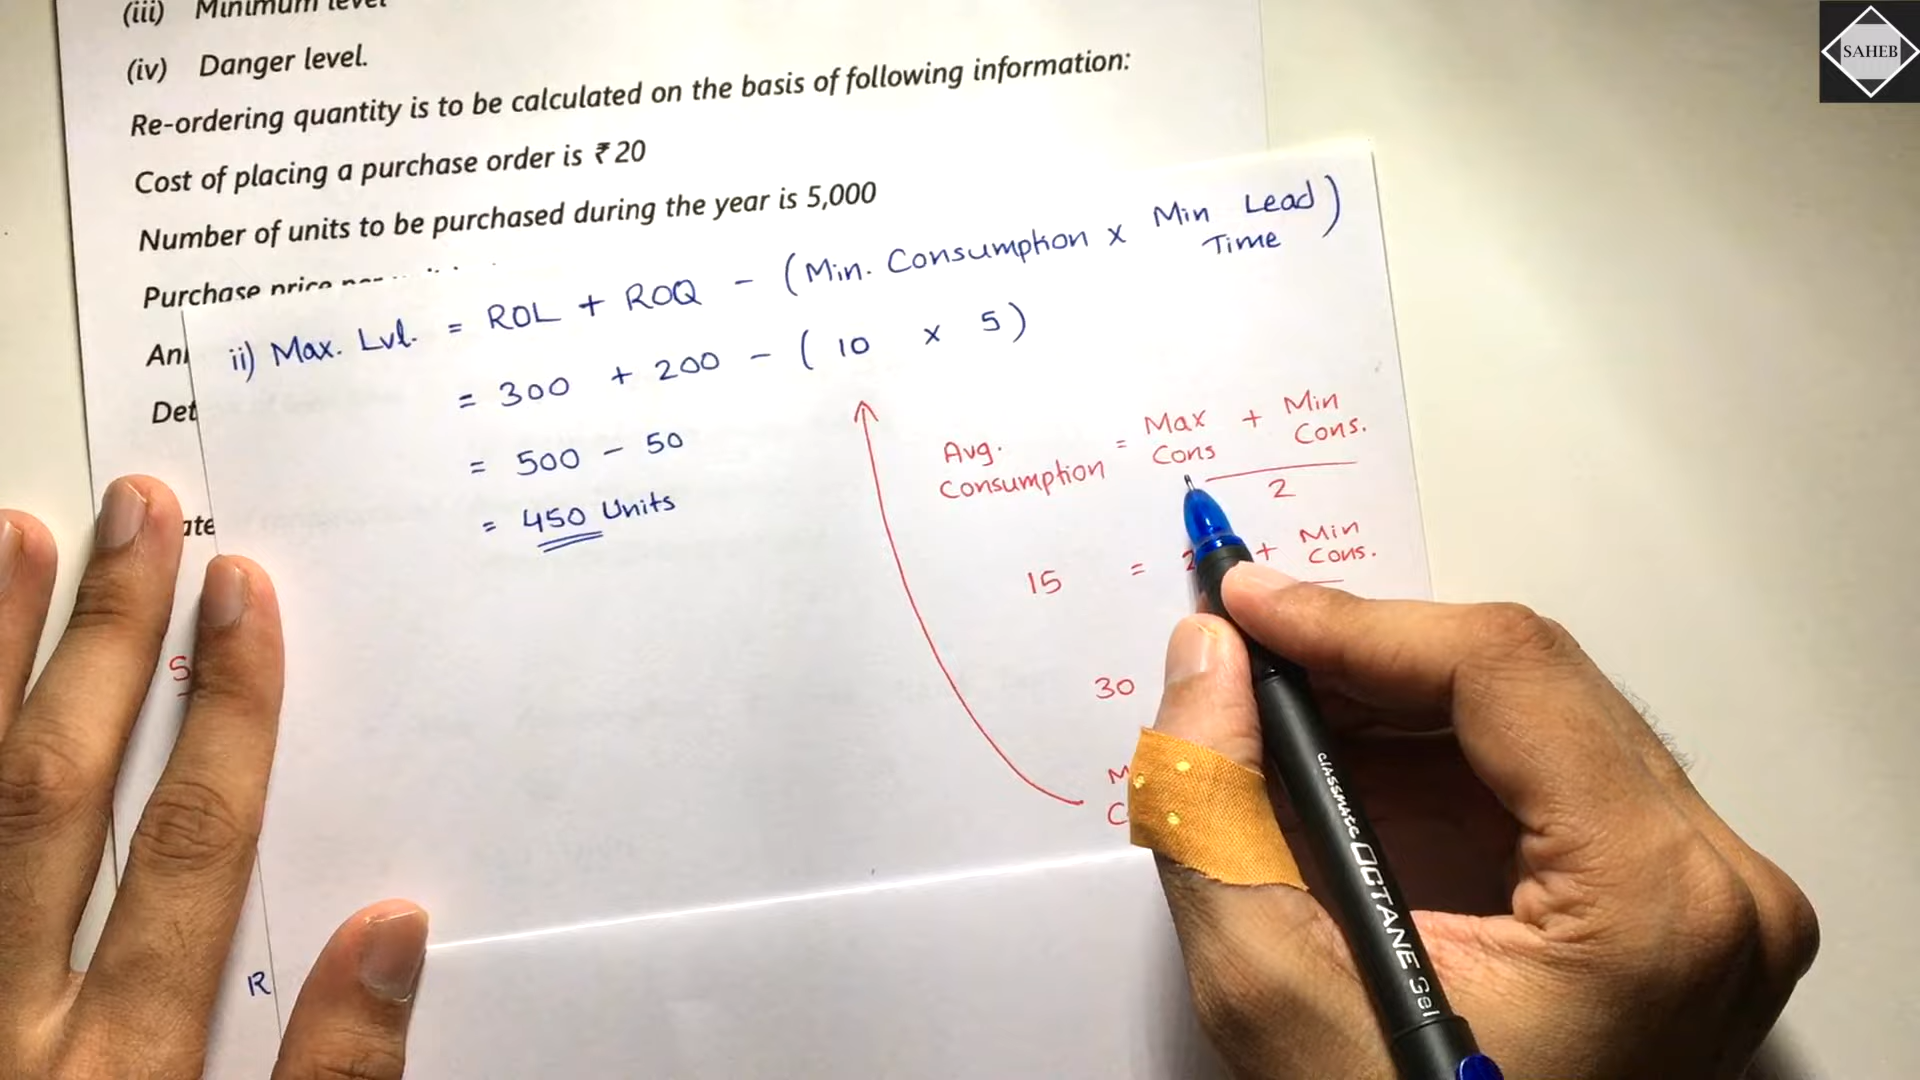 (iii) Minimum level
(iv) Danger level.
Re-ordering quantity is to be calculated on the basis of following information:
Cost of placing a purchase order is ₹ 20
Number of units to be purchased during the year is 5,000
Purchase price
Det
ii) Max. Lvl. = ROL + ROQ - (Min. Consumption x Min Lead Time)
= 300 + 200 - ( 10 x 5 )
= 500 - 50
= 450 Units
Avg. Consumption = Max Cons + Min Cons.
2
15 = + Min Cons.
30
R
SAHEB
CLASSMATE OCTANE Gel